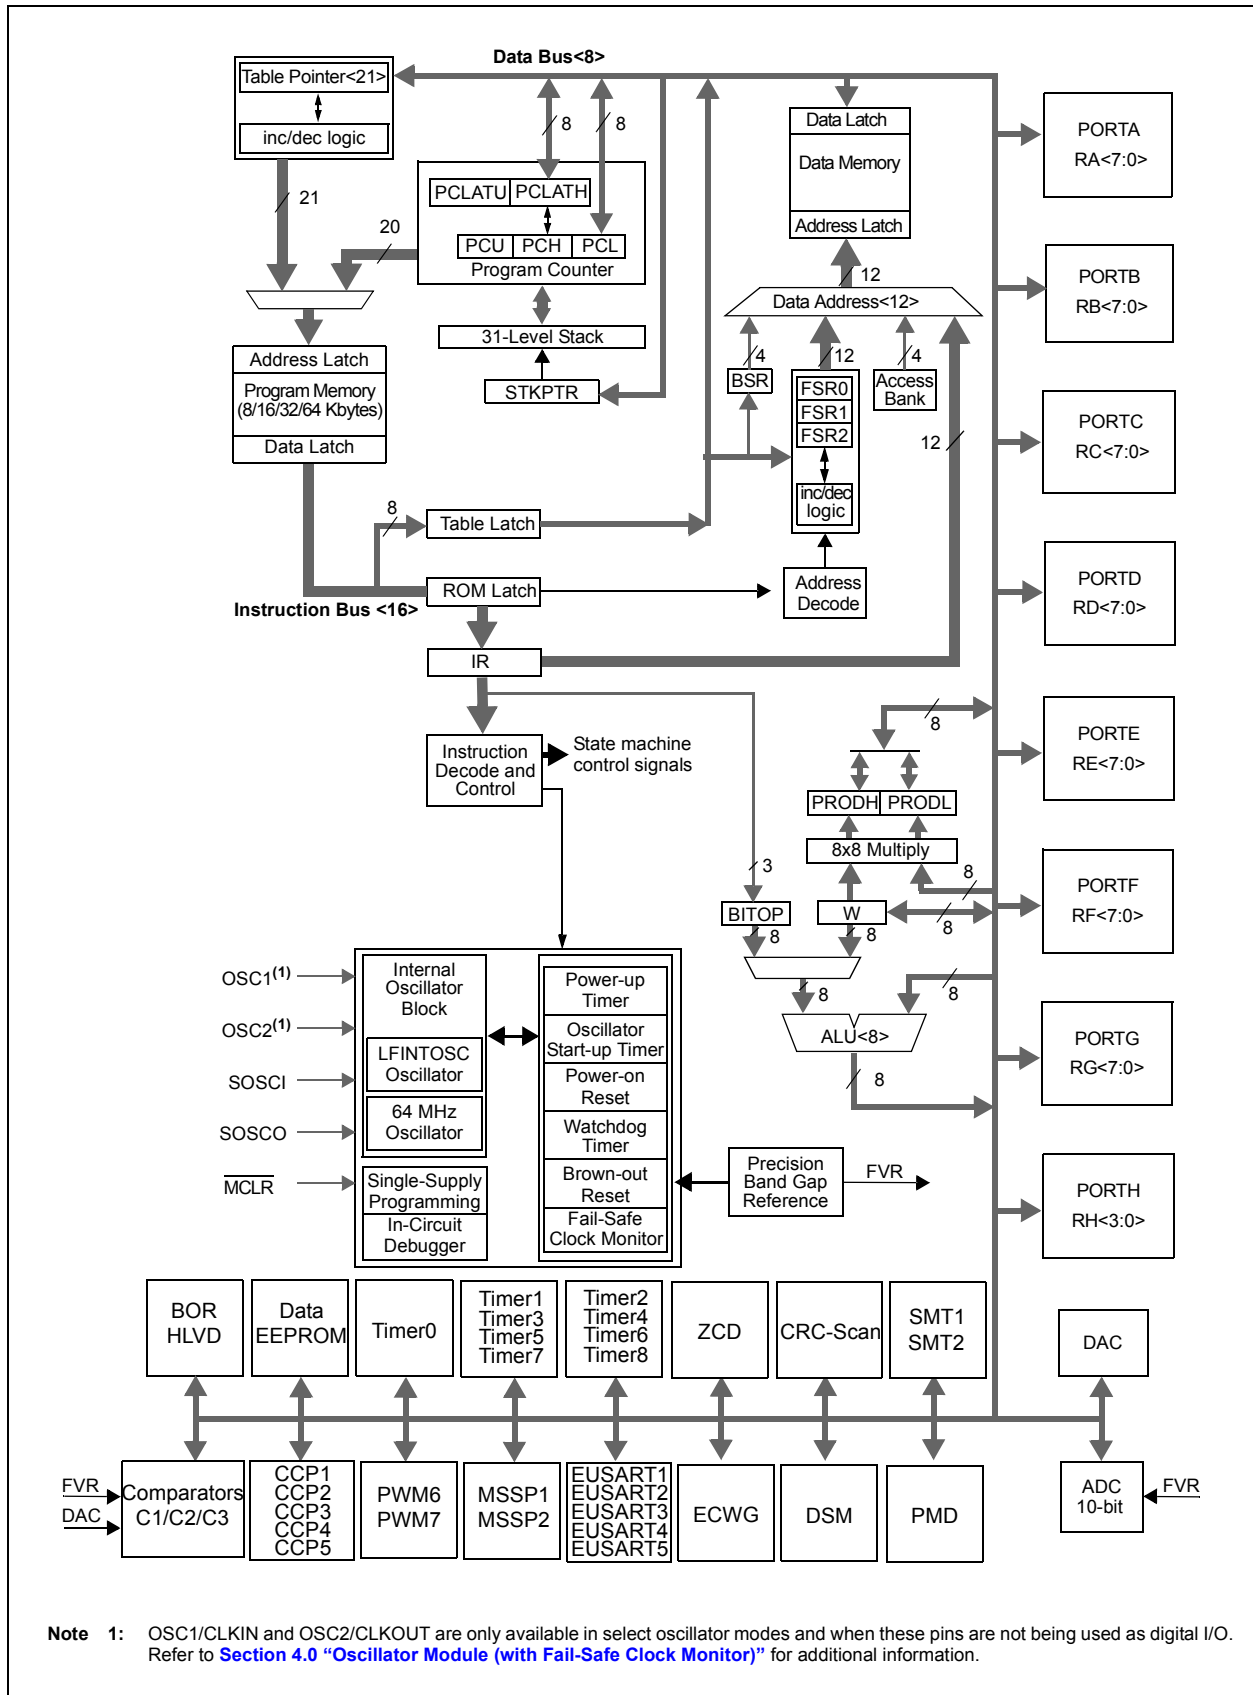 Data Bus<8>
Table Pointer<21>
inc/dec logic
21
20
8
8
PCLATU
PCLATH
PCU
PCH
PCL
Program Counter
31-Level Stack
STKPTR
Address Latch
Program Memory
(8/16/32/64 Kbytes)
Data Latch
8
Table Latch
ROM Latch
Instruction Bus <16>
IR
Instruction
Decode and
Control
State machine
control signals
Data Latch
Data Memory
Address Latch
12
Data Address<12>
4
12
4
BSR
FSR0
FSR1
FSR2
inc/dec
logic
Access
Bank
12
Address
Decode
8
PRODH
PRODL
8x8 Multiply
3
8
BITOP
W
8
8
8
8
8
ALU<8>
8
PORTA
RA<7:0>
PORTB
RB<7:0>
PORTC
RC<7:0>
PORTD
RD<7:0>
PORTE
RE<7:0>
PORTF
RF<7:0>
PORTG
RG<7:0>
PORTH
RH<3:0>
OSC1(1)
OSC2(1)
SOSCI
SOSCO
MCLR
Internal
Oscillator
Block
LFINTOSC
Oscillator
64 MHz
Oscillator
Single-Supply
Programming
In-Circuit
Debugger
Power-up
Timer
Oscillator
Start-up Timer
Power-on
Reset
Watchdog
Timer
Brown-out
Reset
Fail-Safe
Clock Monitor
Precision
Band Gap
Reference
FVR
BOR
HLVD
Data
EEPROM
Timer0
Timer1
Timer3
Timer5
Timer7
Timer2
Timer4
Timer6
Timer8
ZCD
CRC-Scan
SMT1
SMT2
DAC
FVR
DAC
Comparators
C1/C2/C3
CCP1
CCP2
CCP3
CCP4
CCP5
PWM6
PWM7
MSSP1
MSSP2
EUSART1
EUSART2
EUSART3
EUSART4
EUSART5
ECWG
DSM
PMD
ADC
10-bit
FVR
Note 1: OSC1/CLKIN and OSC2/CLKOUT are only available in select oscillator modes and when these pins are not being used as digital I/O.
Refer to Section 4.0 “Oscillator Module (with Fail-Safe Clock Monitor)” for additional information.